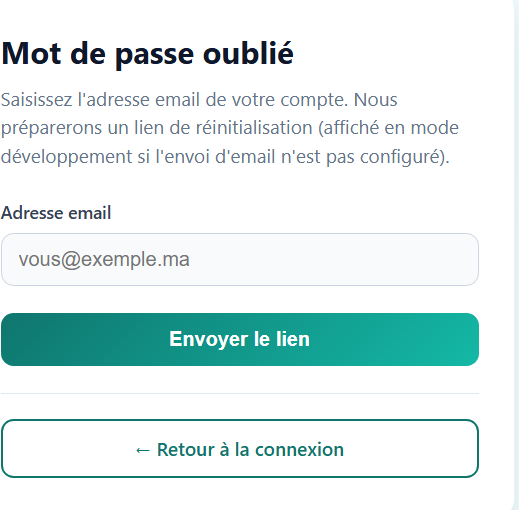 Mot de passe oublié
Saisissez l'adresse email de votre compte. Nous
préparerons un lien de réinitialisation (affiché en mode
développement si l'envoi d'email n'est pas configuré).
Adresse email
vous@exemple.ma
Envoyer le lien
← Retour à la connexion